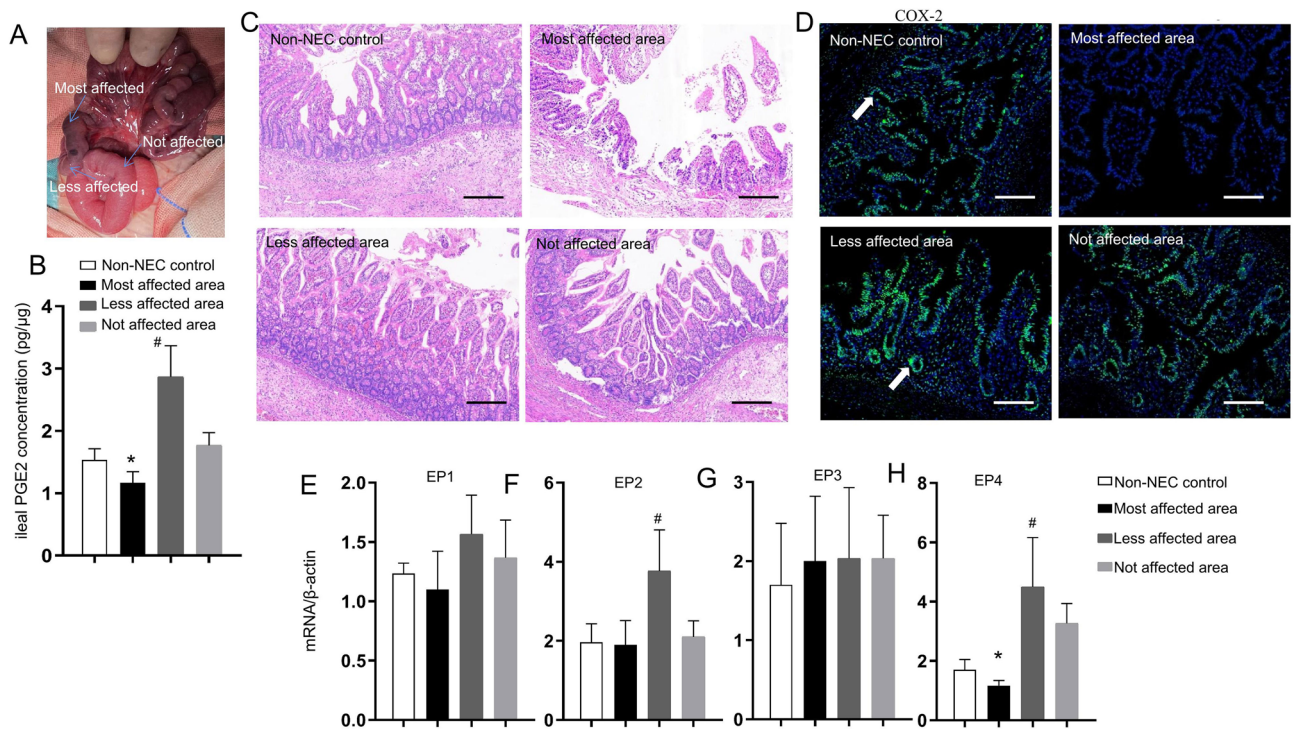 A
Most affected
Not affected
Less affected
B
Non-NEC control
Most affected area
Less affected area
Not affected area
ileal PGE2 concentration (pg/μg)
4
3
2
1
0
*
#
C
Non-NEC control
Most affected area
Less affected area
Not affected area
D
COX-2
Non-NEC control
Most affected area
Less affected area
Not affected area
E
EP1
mRNA/β-actin
2.0
1.5
1.0
0.5
0.0
F
EP2
6
4
2
0
#
G
EP3
3
2
1
0
H
EP4
8
6
4
2
0
*
#
Non-NEC control
Most affected area
Less affected area
Not affected area